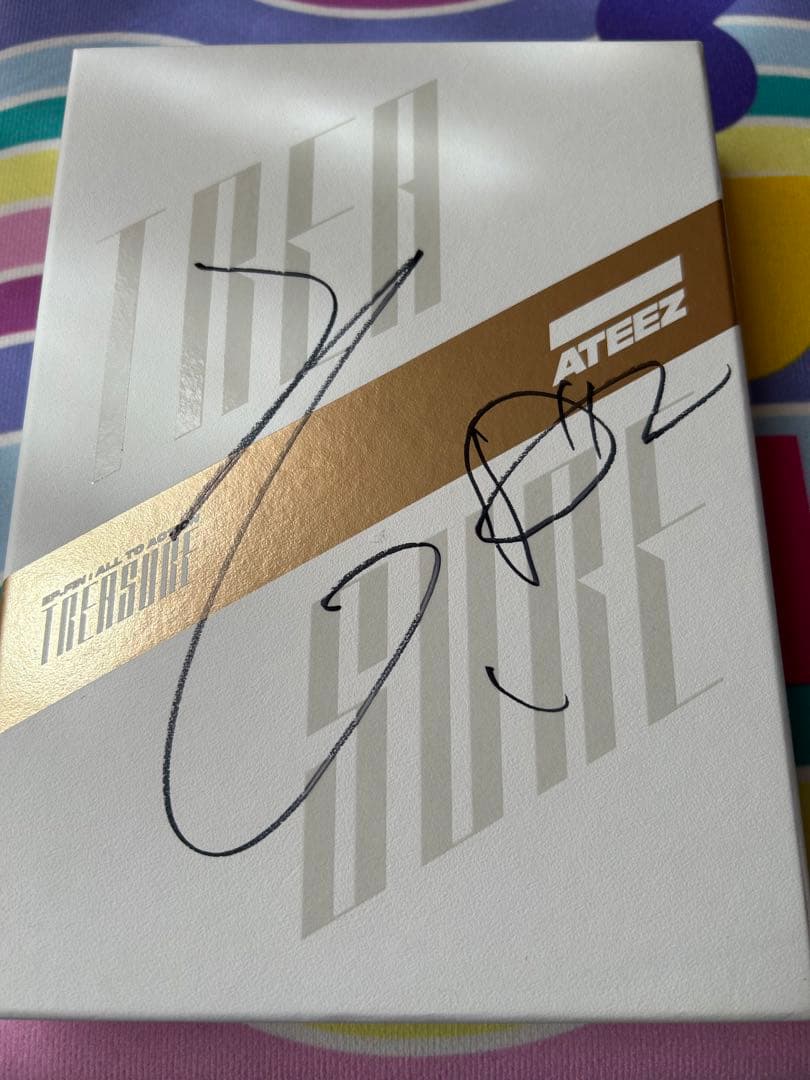 TREA
ATEEZ
EP.FIN : ALL TO ACTION
TREASURE
SURE